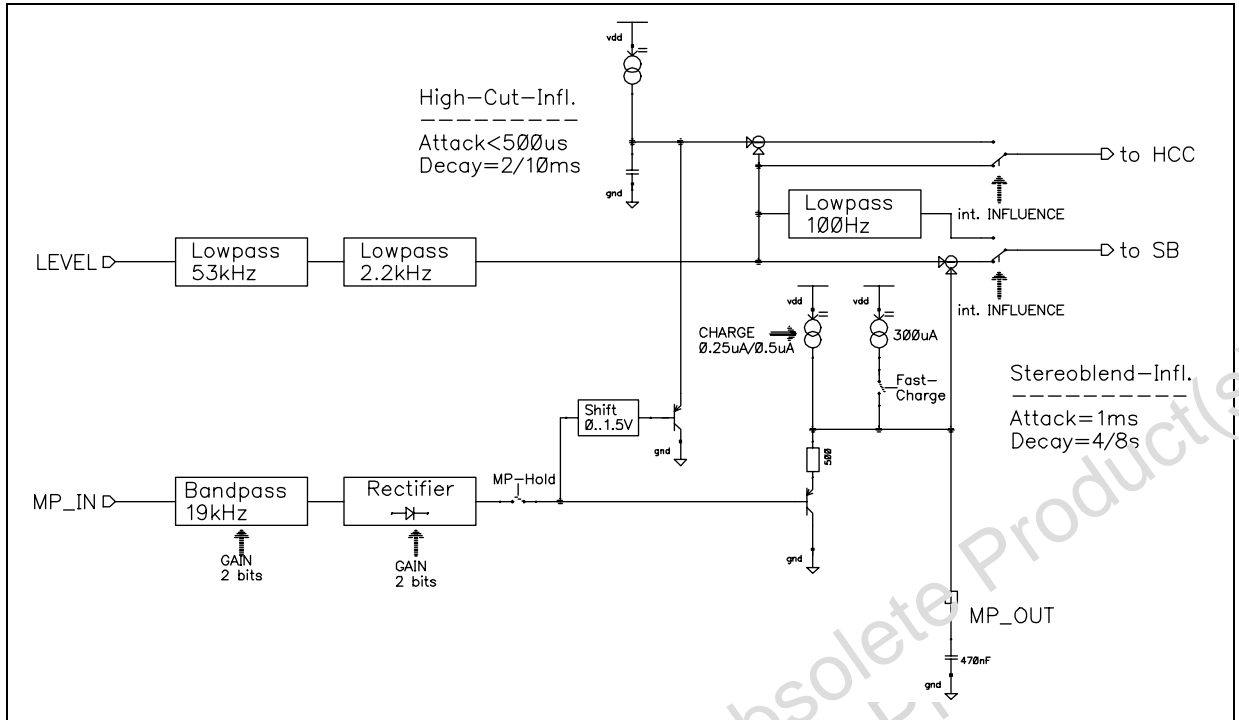 vdd
High-Cut-Infl.
Attack<500us
Decay=2/10ms
gnd
to HCC
Lowpass
100Hz
int. INFLUENCE
LEVEL
Lowpass
53kHz
Lowpass
2.2kHz
to SB
int. INFLUENCE
vdd
vdd
CHARGE
0.25uA/0.5uA
300uA
Fast-
Charge
Stereoblend-Infl.
Attack=1ms
Decay=4/8s
Shift
0..1.5V
gnd
500
MP_IN
Bandpass
19kHz
Rectifier
MP-Hold
GAIN
2 bits
GAIN
2 bits
gnd
MP_OUT
470nF
gnd
bsolete Product(s